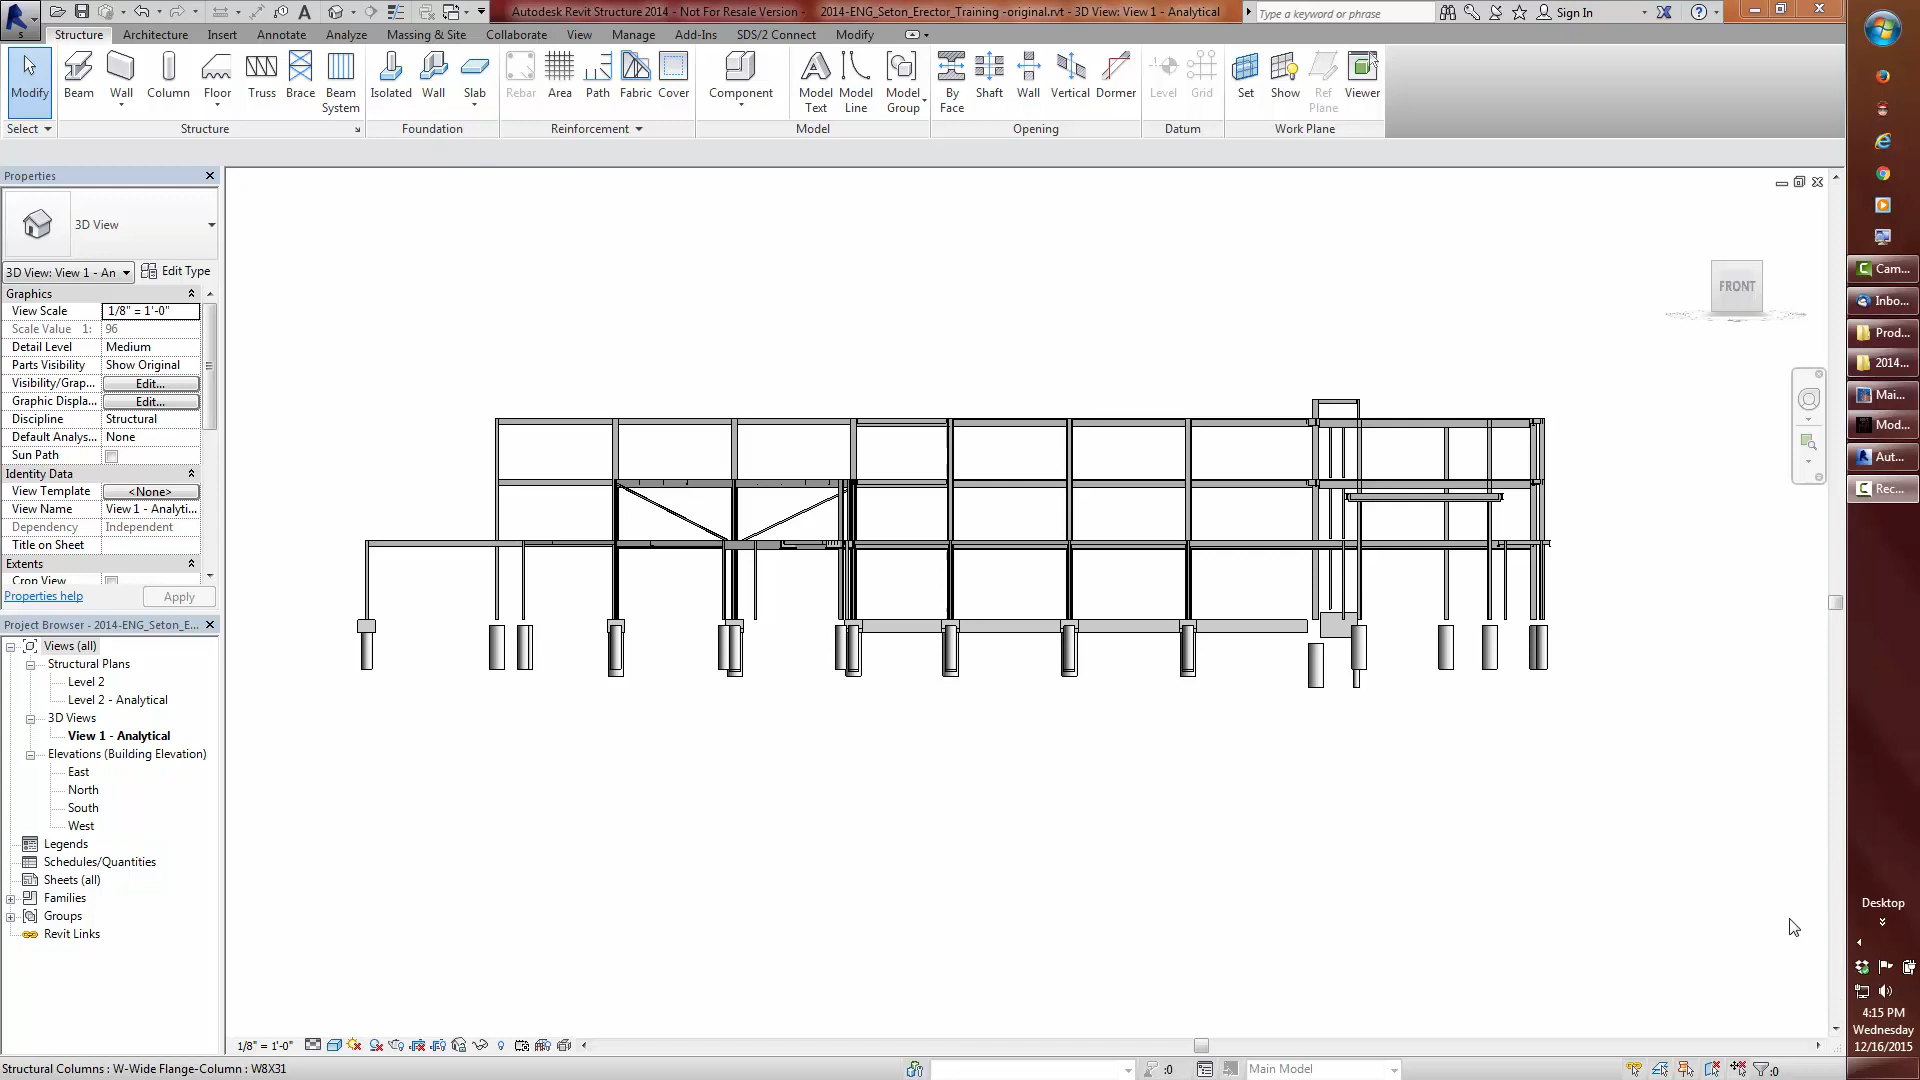 Autodesk Revit Structure 2014 - Not For Resale Version - 2014-ENG_Seton_Erector_Training -original.rvt - 3D View: View 1 - Analytical
Type a keyword or phrase
Sign In
Structure Architecture Insert Annotate Analyze Massing & Site Collaborate View Manage Add-Ins SDS/2 Connect Modify
Modify Beam Wall Column Floor Truss Brace Beam System Isolated Wall Slab Rebar Area Path Fabric Cover Component Model Text Model Line Model Group By Face Shaft Wall Vertical Dormer Level Grid Set Show Ref Plane Viewer
Select Structure Foundation Reinforcement Model Opening Datum Work Plane
Properties
3D View
3D View: View 1 - An Edit Type
Graphics
View Scale 1/8" = 1'-0"
Scale Value 1: 96
Detail Level Medium
Parts Visibility Show Original
Visibility/Grap... Edit...
Graphic Displa... Edit...
Discipline Structural
Default Analys... None
Sun Path
Identity Data
View Template <None>
View Name View 1 - Analyti...
Dependency Independent
Title on Sheet
Extents
Crop View
Properties help Apply
Project Browser - 2014-ENG_Seton_E...
Views (all)
Structural Plans
Level 2
Level 2 - Analytical
3D Views
View 1 - Analytical
Elevations (Building Elevation)
East
North
South
West
Legends
Schedules/Quantities
Sheets (all)
Families
Groups
Revit Links
FRONT
1/8" = 1'-0"
Structural Columns : W-Wide Flange-Column : W8X31
:0
Main Model
:0
Cam...
Inbo...
Prod...
2014...
Mai...
Mod...
Aut...
Rec...
Desktop
4:15 PM
Wednesday
12/16/2015